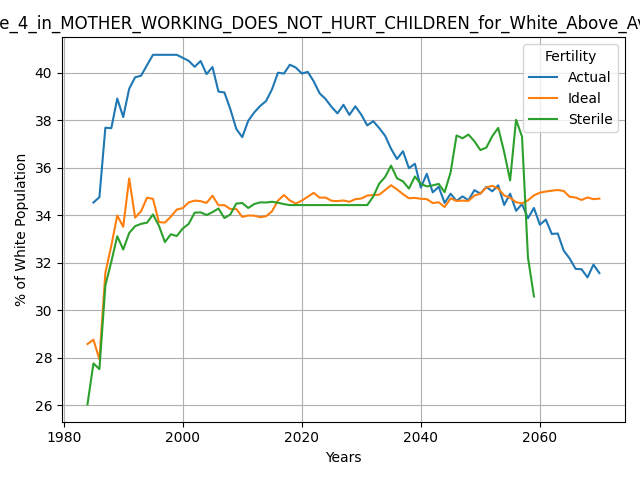 e_4_in_MOTHER_WORKING_DOES_NOT_HURT_CHILDREN_for_White_Above_Av
Fertility
Actual
Ideal
Sterile
% of White Population
40
38
36
34
32
30
28
26
1980
2000
2020
2040
2060
Years